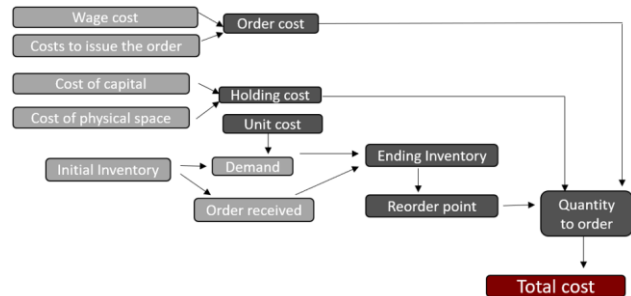 Wage cost
Order cost
Costs to issue the order
Cost of capital
Holding cost
Cost of physical space
Unit cost
Ending Inventory
Initial Inventory
Demand
Order received
Reorder point
Quantity
to order
Total cost